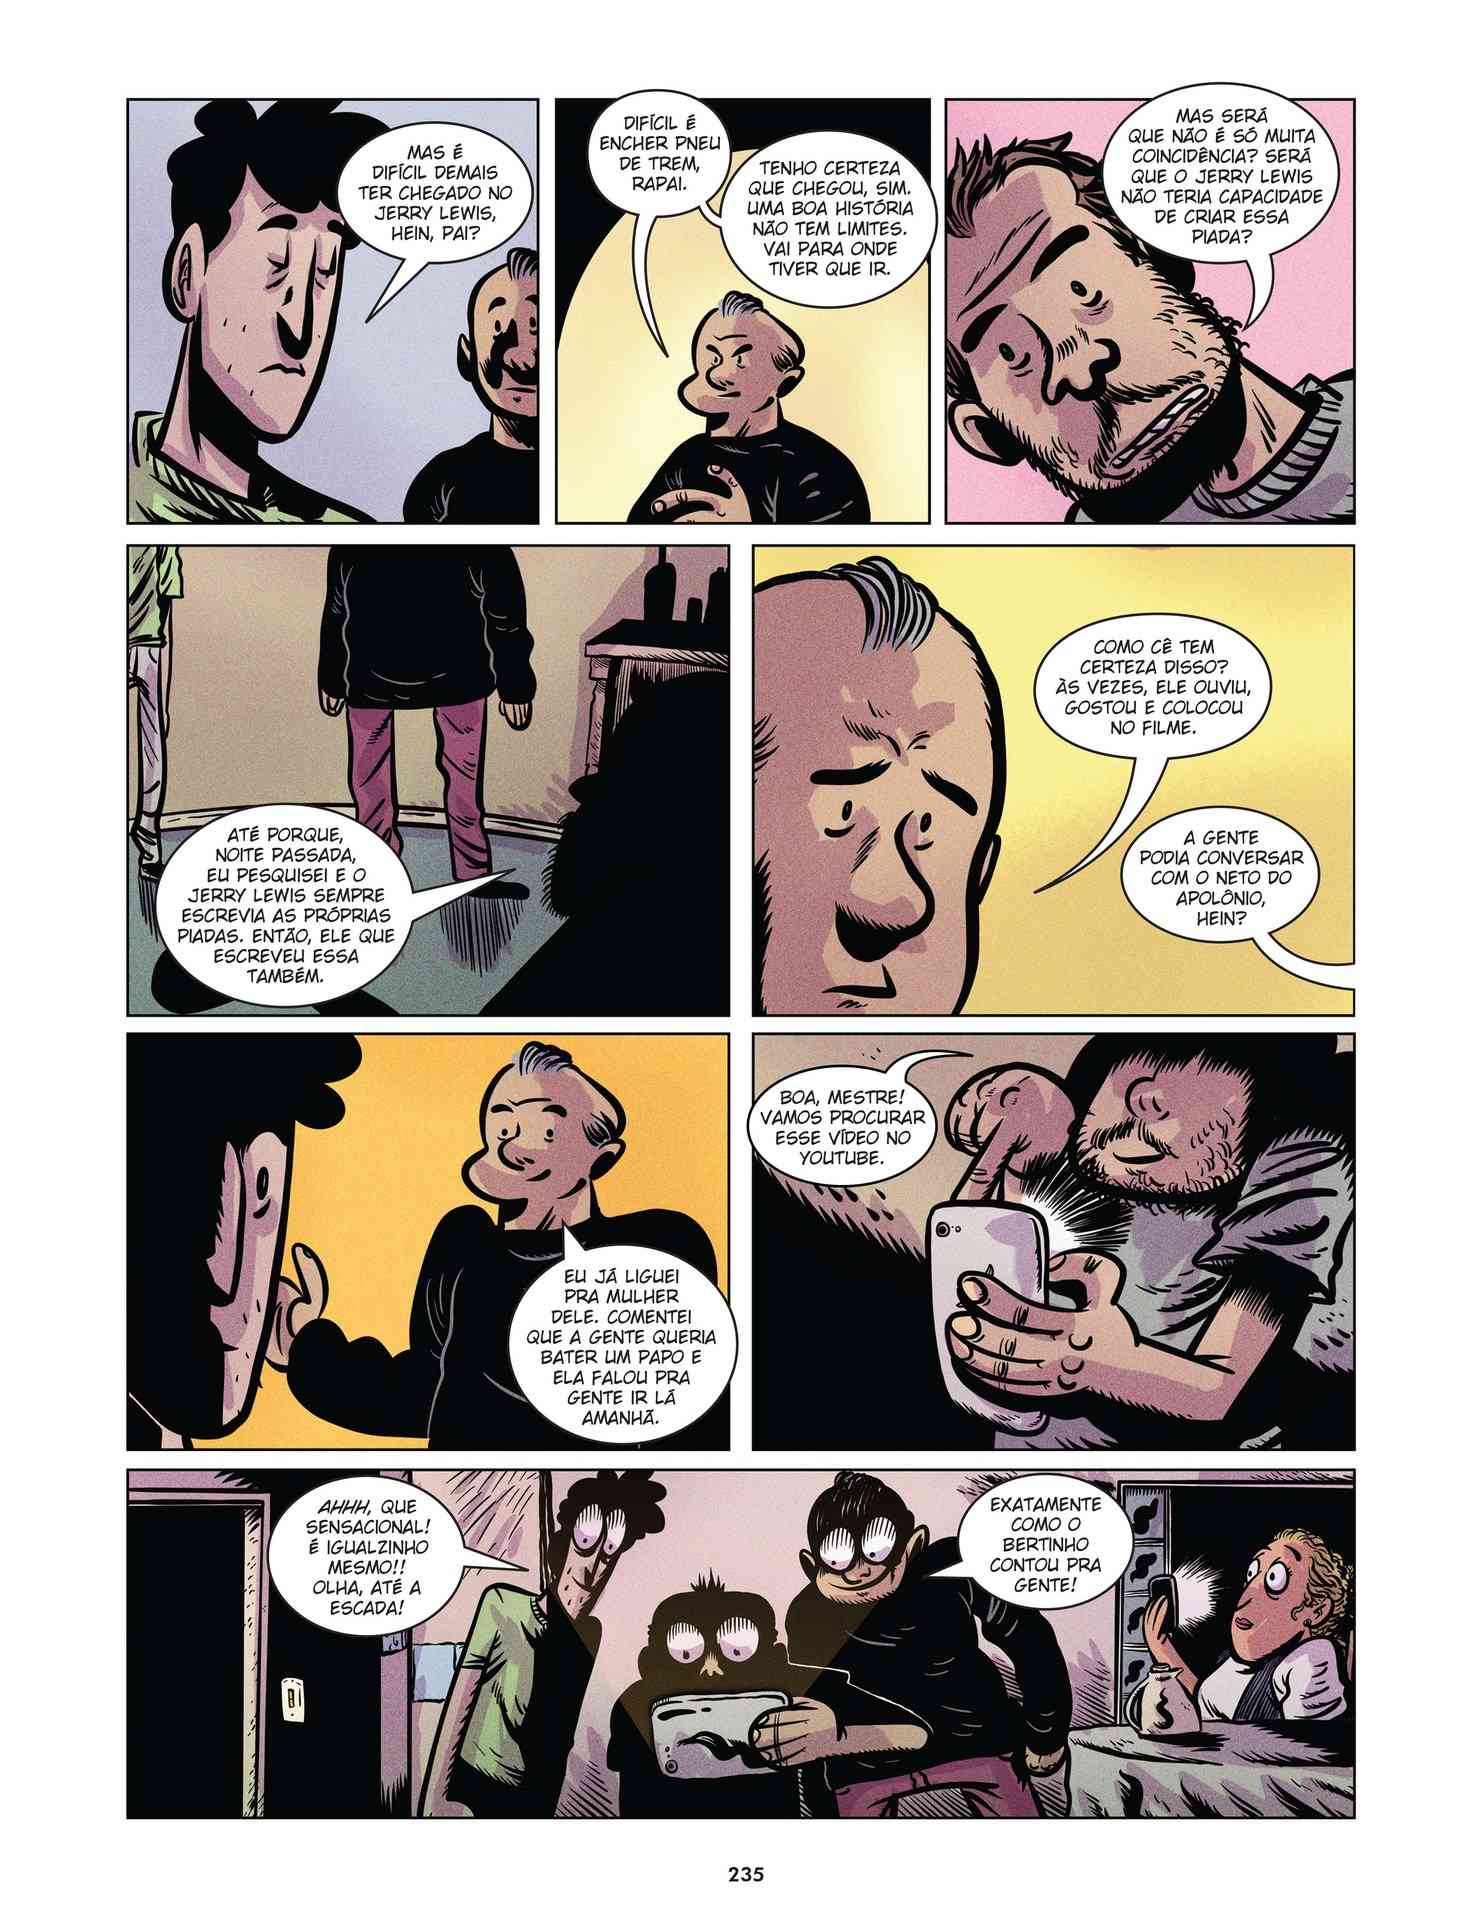 MAS É
DIFÍCIL DEMAIS
TER CHEGADO NO
JERRY LEWIS,
HEIN, PAI?
DIFÍCIL É
ENCHER PNEU
DE TREM,
RAPAI.
TENHO CERTEZA
QUE CHEGOU, SIM.
UMA BOA HISTÓRIA
NÃO TEM LIMITES.
VAI PARA ONDE
TIVER QUE IR.
MAS SERÁ
QUE NÃO É SÓ MUITA
COINCIDÊNCIA? SERÁ
QUE O JERRY LEWIS
NÃO TERIA CAPACIDADE
DE CRIAR ESSA
PIADA?
ATÉ PORQUE,
NOITE PASSADA,
EU PESQUISEI E O
JERRY LEWIS SEMPRE
ESCREVIA AS PRÓPRIAS
PIADAS. ENTÃO, ELE QUE
ESCREVEU ESSA
TAMBÉM.
COMO CÊ TEM
CERTEZA DISSO?
ÀS VEZES, ELE OUVIU,
GOSTOU E COLOCOU
NO FILME.
A GENTE
PODIA CONVERSAR
COM O NETO DO
APOLÔNIO,
HEIN?
EU JÁ LIGUEI
PRA MULHER
DELE. COMENTEI
QUE A GENTE QUERIA
BATER UM PAPO E
ELA FALOU PRA
GENTE IR LÁ
AMANHÃ.
BOA, MESTRE!
VAMOS PROCURAR
ESSE VÍDEO NO
YOUTUBE.
AHHH, QUE
SENSACIONAL!
É IGUALZINHO
MESMO!!
OLHA, ATÉ A
ESCADA!
EXATAMENTE
COMO O
BERTINHO
CONTOU PRA
GENTE!
235